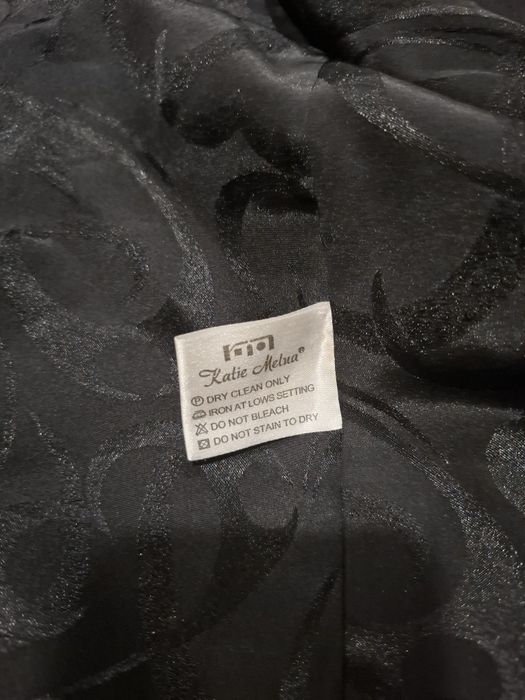 Katie Melua®
Ⓟ DRY CLEAN ONLY
IRON AT LOWS SETTING
DO NOT BLEACH
DO NOT STAIN TO DRY